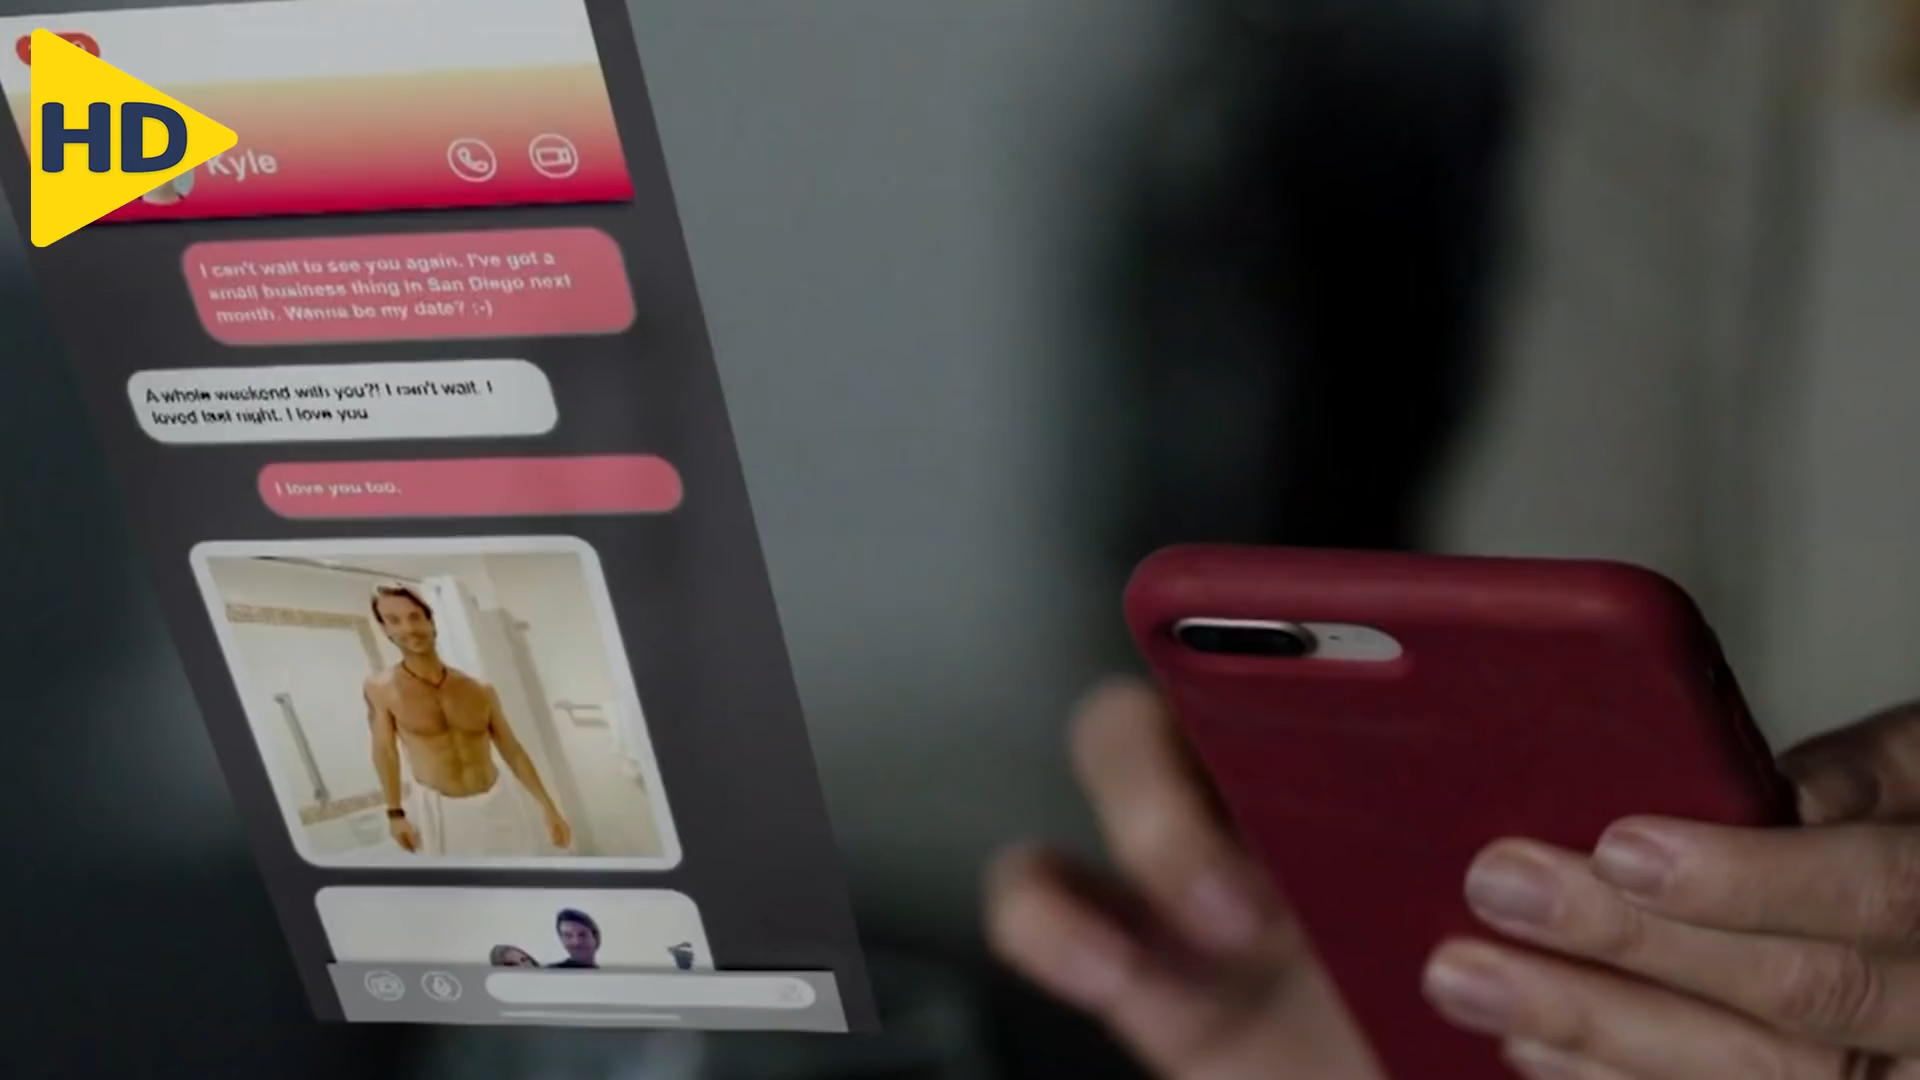 HD
Kyle
I can't wait to see you again. I've got a
small business thing in San Diego next
month. Wanna be my date? :-)
A whole weekend with you?! I can't wait. I
loved last night. I love you
I love you too.